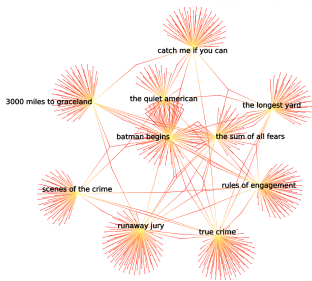 catch me if you can
3000 miles to graceland
the quiet american
the longest yard
batman begins
the sum of all fears
scenes of the crime
rules of engagement
runaway jury
true crime